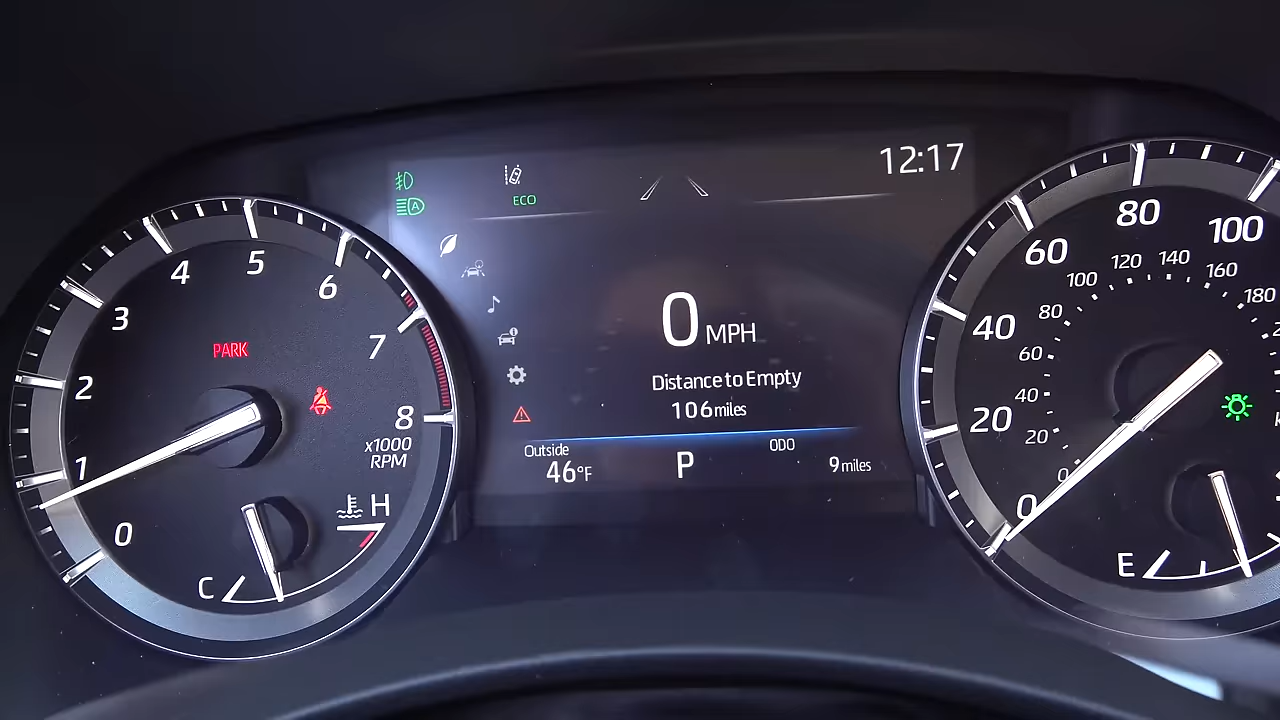 12:17
ECO
A
0 MPH
Distance to Empty
106 miles
Outside
46°F
P
ODO
9 miles
0
1
2
3
4
5
6
7
8
x1000
RPM
PARK
C
H
0
20
40
60
80
100
0
20
40
60
80
100
120
140
160
180
E